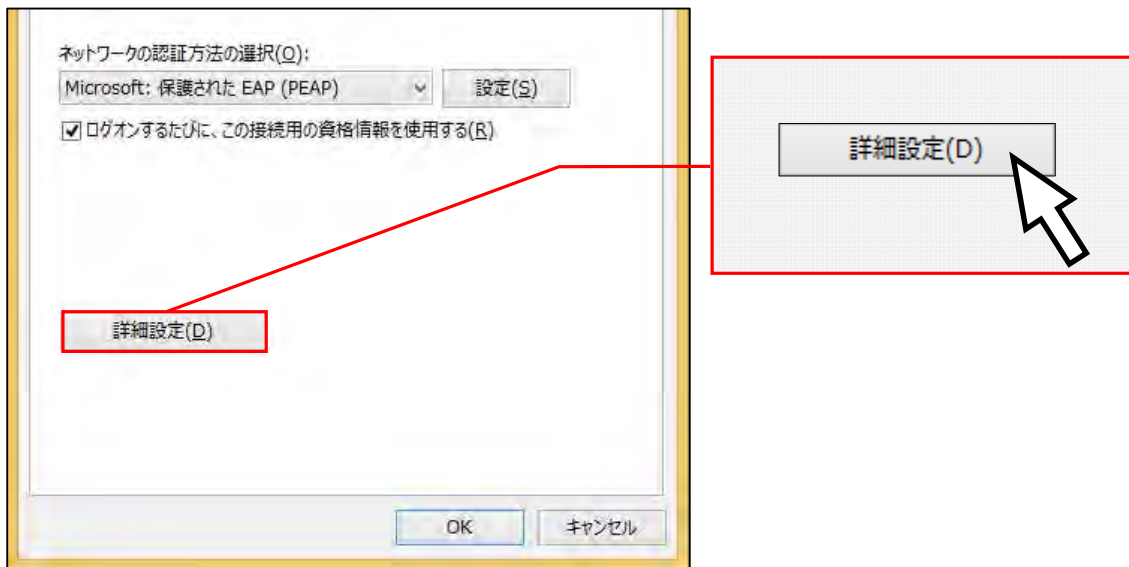 ネットワークの認証方法の選択(O):
Microsoft: 保護された EAP (PEAP)
設定(S)
ログオンするたびに、この接続用の資格情報を使用する(R)
詳細設定(D)
詳細設定(D)
OK
キャンセル